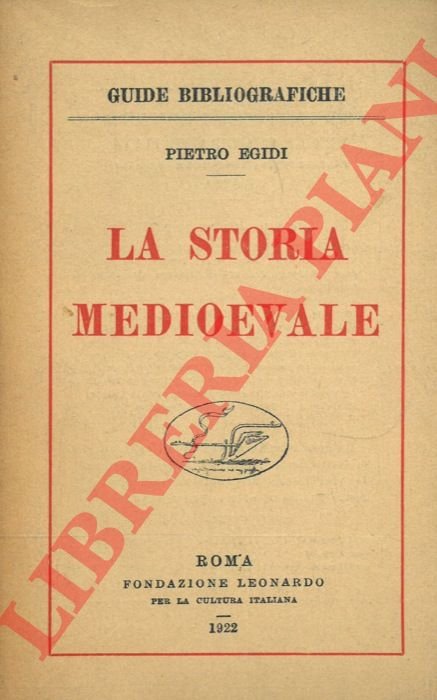 GUIDE BIBLIOGRAFICHE
PIETRO EGIDI
LA STORIA
MEDIOEVALE
ROMA
FONDAZIONE LEONARDO
PER LA CULTURA ITALIANA
1922
LIBRERIA PIANI